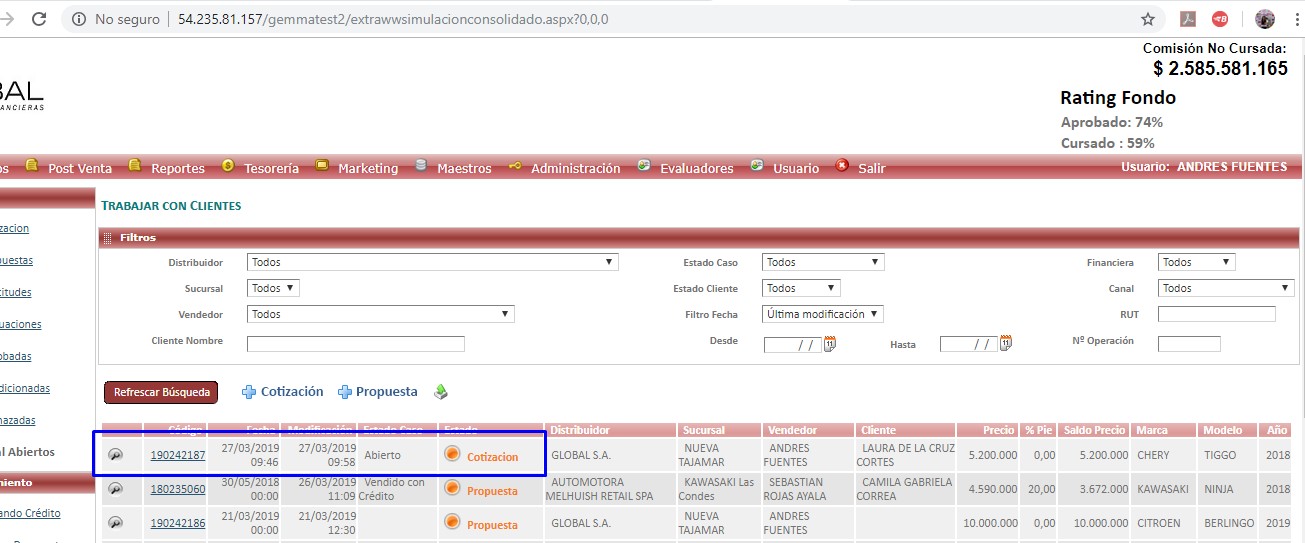 No seguro | 54.235.81.157/gemmatest2/extrawwsimulacionconsolidado.aspx?0,0,0
Comisión No Cursada:
$ 2.585.581.165
BAL
ANCIERAS
Rating Fondo
Aprobado: 74%
Cursado : 59%
os Post Venta Reportes Tesorería Marketing Maestros Administración Evaluadores Usuario Salir Usuario: ANDRES FUENTES
TRABAJAR CON CLIENTES
zacion
puestas
titudes
uaciones
obadas
dicionadas
hazadas
al Abiertos
miento
ando Crédito
Filtros
Distribuidor Todos Estado Caso Todos Financiera Todos
Sucursal Todos Estado Cliente Todos Canal Todos
Vendedor Todos Filtro Fecha Última modificación RUT
Cliente Nombre Desde / / 11 Hasta / / 11 Nº Operación
Refrescar Búsqueda Cotización Propuesta
Código Fecha Modificación Estado Caso Estado Distribuidor Sucursal Vendedor Cliente Precio % Pie Saldo Precio Marca Modelo Año
190242187 27/03/2019 09:46 27/03/2019 09:58 Abierto Cotizacion GLOBAL S.A. NUEVA TAJAMAR ANDRES FUENTES LAURA DE LA CRUZ CORTES 5.200.000 0,00 5.200.000 CHERY TIGGO 2018
180235060 30/05/2018 00:00 26/03/2019 11:09 Vendido con Crédito Propuesta AUTOMOTORA MELHUISH RETAIL SPA KAWASAKI Las Condes SEBASTIAN ROJAS AYALA CAMILA GABRIELA CORREA 4.590.000 20,00 3.672.000 KAWASAKI NINJA 2018
190242186 21/03/2019 00:00 21/03/2019 12:30 Propuesta GLOBAL S.A. NUEVA TAJAMAR ANDRES FUENTES 10.000.000 0,00 10.000.000 CITROEN BERLINGO 2019